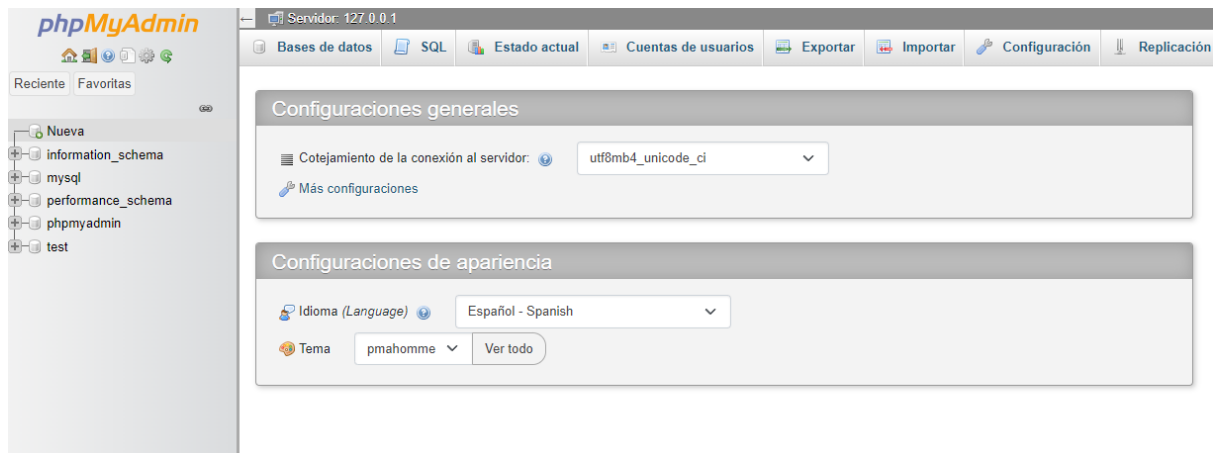 phpMyAdmin
Reciente Favoritas
Nueva
information_schema
mysql
performance_schema
phpmyadmin
test
Servidor: 127.0.0.1
Bases de datos SQL Estado actual Cuentas de usuarios Exportar Importar Configuración Replicación
Configuraciones generales
Cotejamiento de la conexión al servidor: utf8mb4_unicode_ci
Más configuraciones
Configuraciones de apariencia
Idioma (Language) Español - Spanish
Tema pmahomme Ver todo